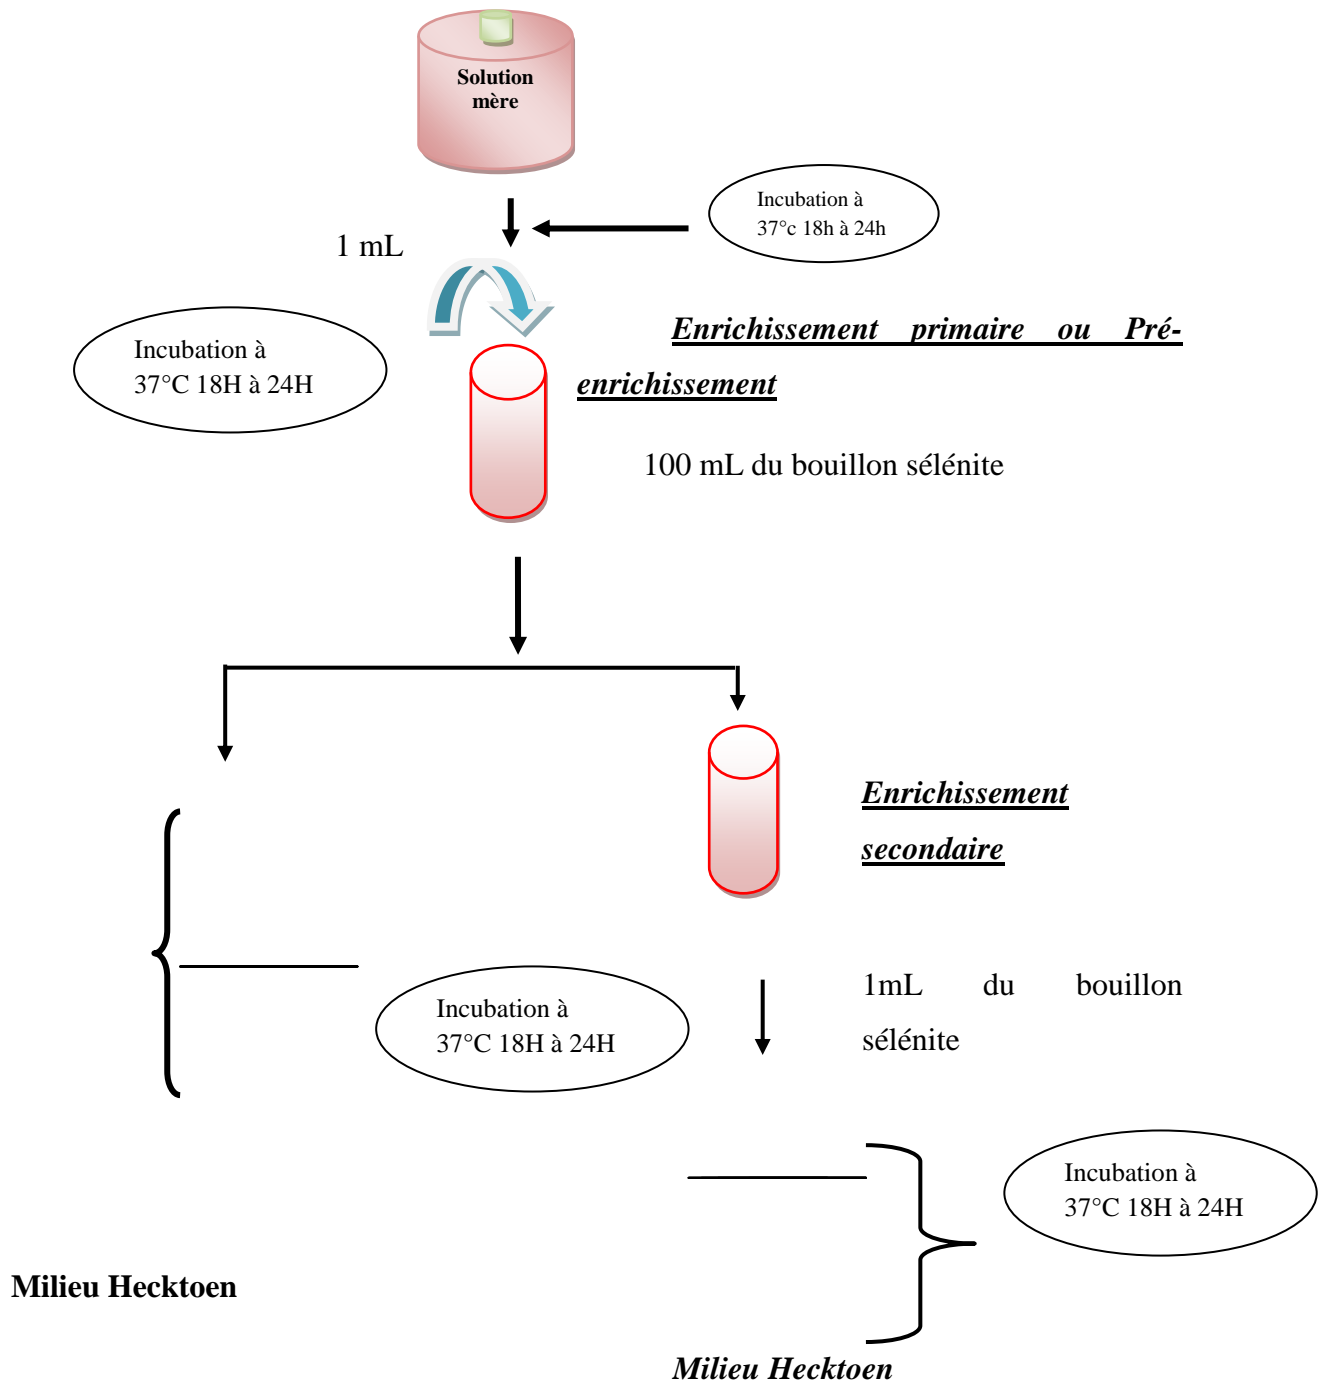 Solution
mère
Incubation à
37°c 18h à 24h
1 mL
Enrichissement primaire ou Pré-
enrichissement
Incubation à
37°C 18H à 24H
100 mL du bouillon sélénite
Enrichissement
secondaire
Incubation à
37°C 18H à 24H
1mL du bouillon
sélénite
Incubation à
37°C 18H à 24H
Milieu Hecktoen
Milieu Hecktoen